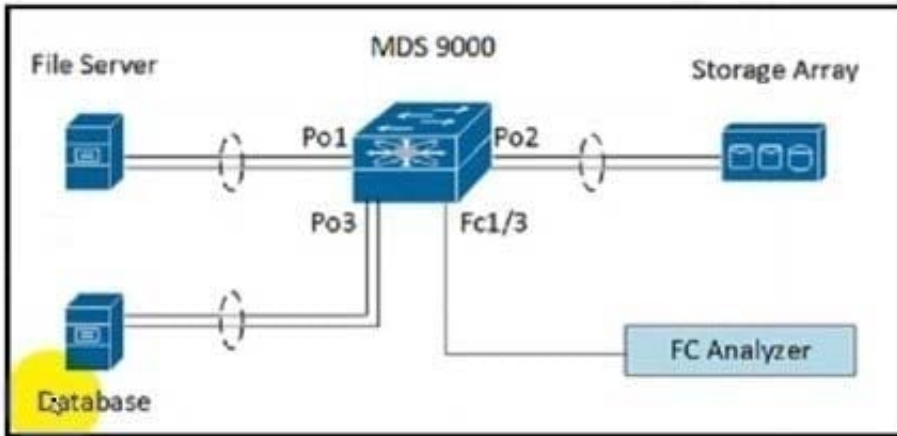 MDS 9000
File Server
Storage Array
Po1
Po2
Po3
Fc1/3
FC Analyzer
Database